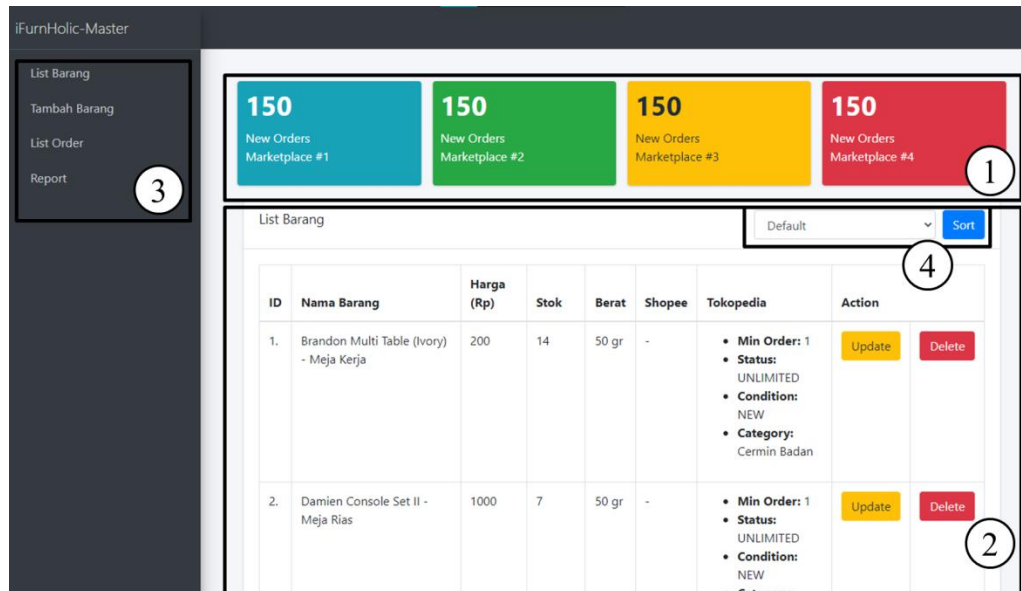 iFurnHolic-Master
List Barang
Tambah Barang
List Order
Report
3
150
New Orders
Marketplace #1
150
New Orders
Marketplace #2
150
New Orders
Marketplace #3
150
New Orders
Marketplace #4
1
List Barang
Default
Sort
4
ID Nama Barang Harga (Rp) Stok Berat Shopee Tokopedia Action
1. Brandon Multi Table (Ivory)
- Meja Kerja
200
14
50 gr
-
• Min Order: 1
• Status:
UNLIMITED
• Condition:
NEW
• Category:
Cermin Badan
Update
Delete
2. Damien Console Set II -
Meja Rias
1000
7
50 gr
-
• Min Order: 1
• Status:
UNLIMITED
• Condition:
NEW
Update
Delete
2